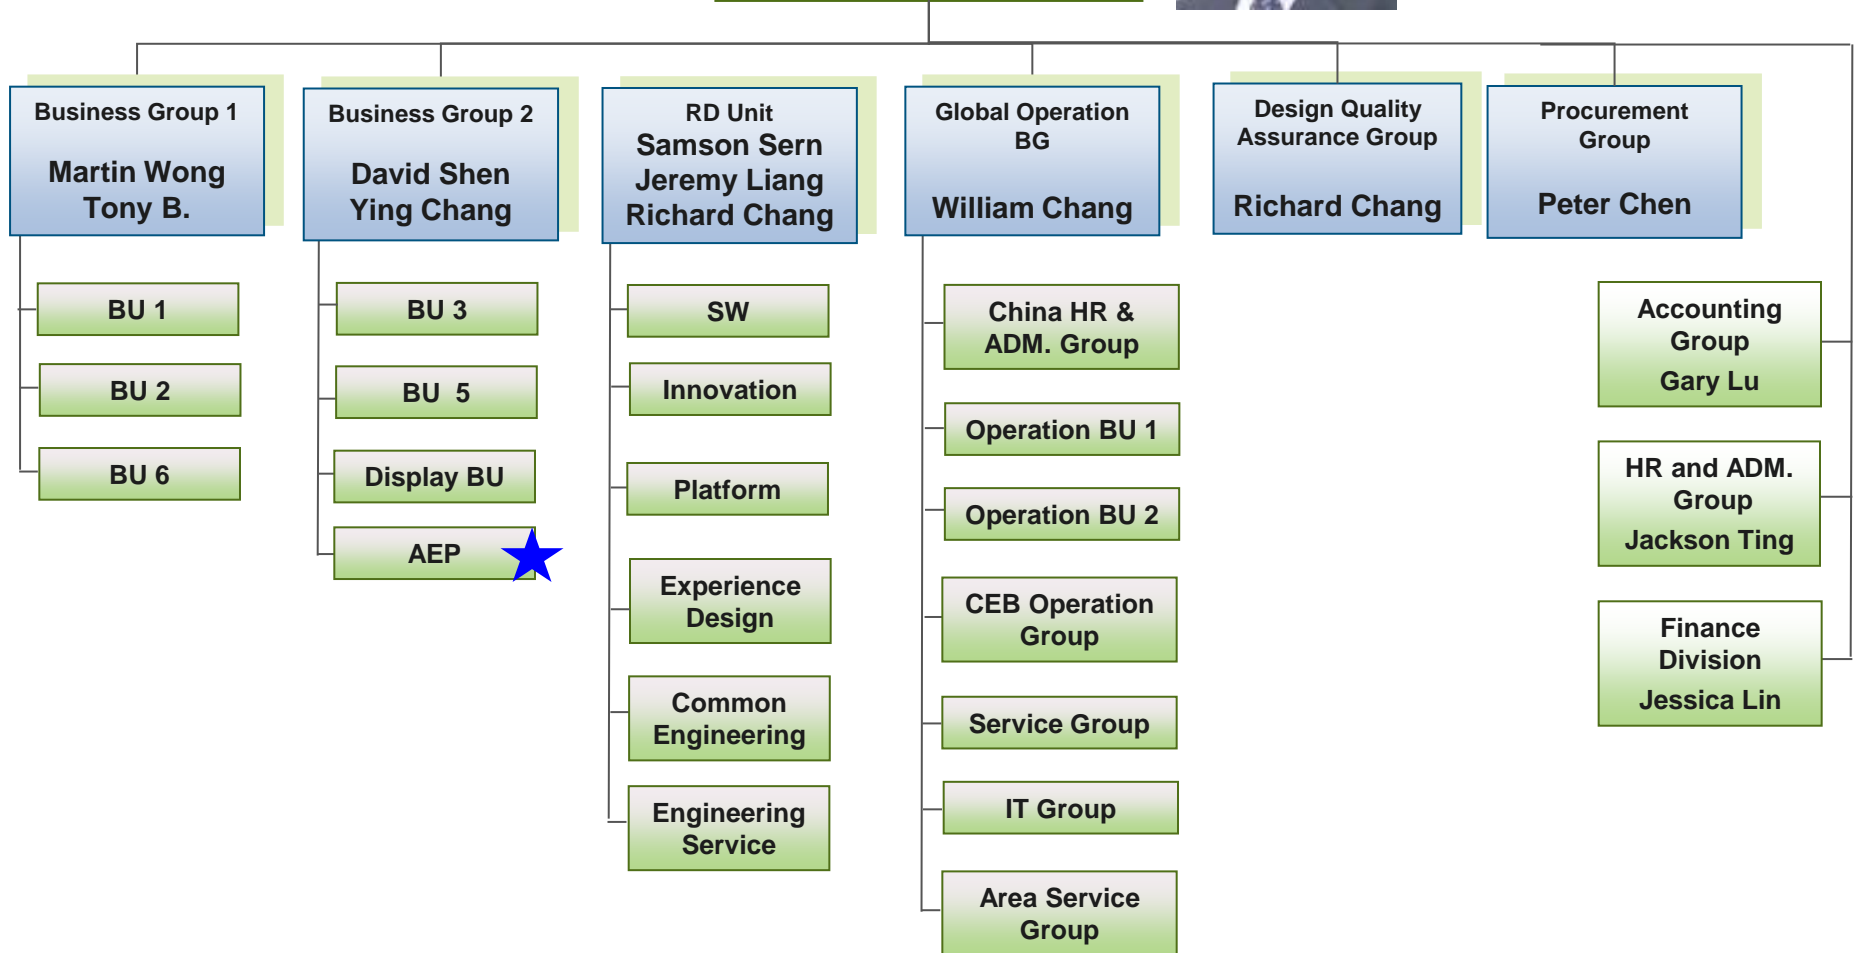 Business Group 1
Martin Wong
Tony B.
Business Group 2
David Shen
Ying Chang
RD Unit
Samson Sern
Jeremy Liang
Richard Chang
Global Operation
BG
William Chang
Design Quality
Assurance Group
Richard Chang
Procurement
Group
Peter Chen
BU 1
BU 2
BU 6
BU 3
BU 5
Display BU
AEP
SW
Innovation
Platform
Experience
Design
Common
Engineering
Engineering
Service
China HR &
ADM. Group
Operation BU 1
Operation BU 2
CEB Operation
Group
Service Group
IT Group
Area Service
Group
Accounting
Group
Gary Lu
HR and ADM.
Group
Jackson Ting
Finance
Division
Jessica Lin